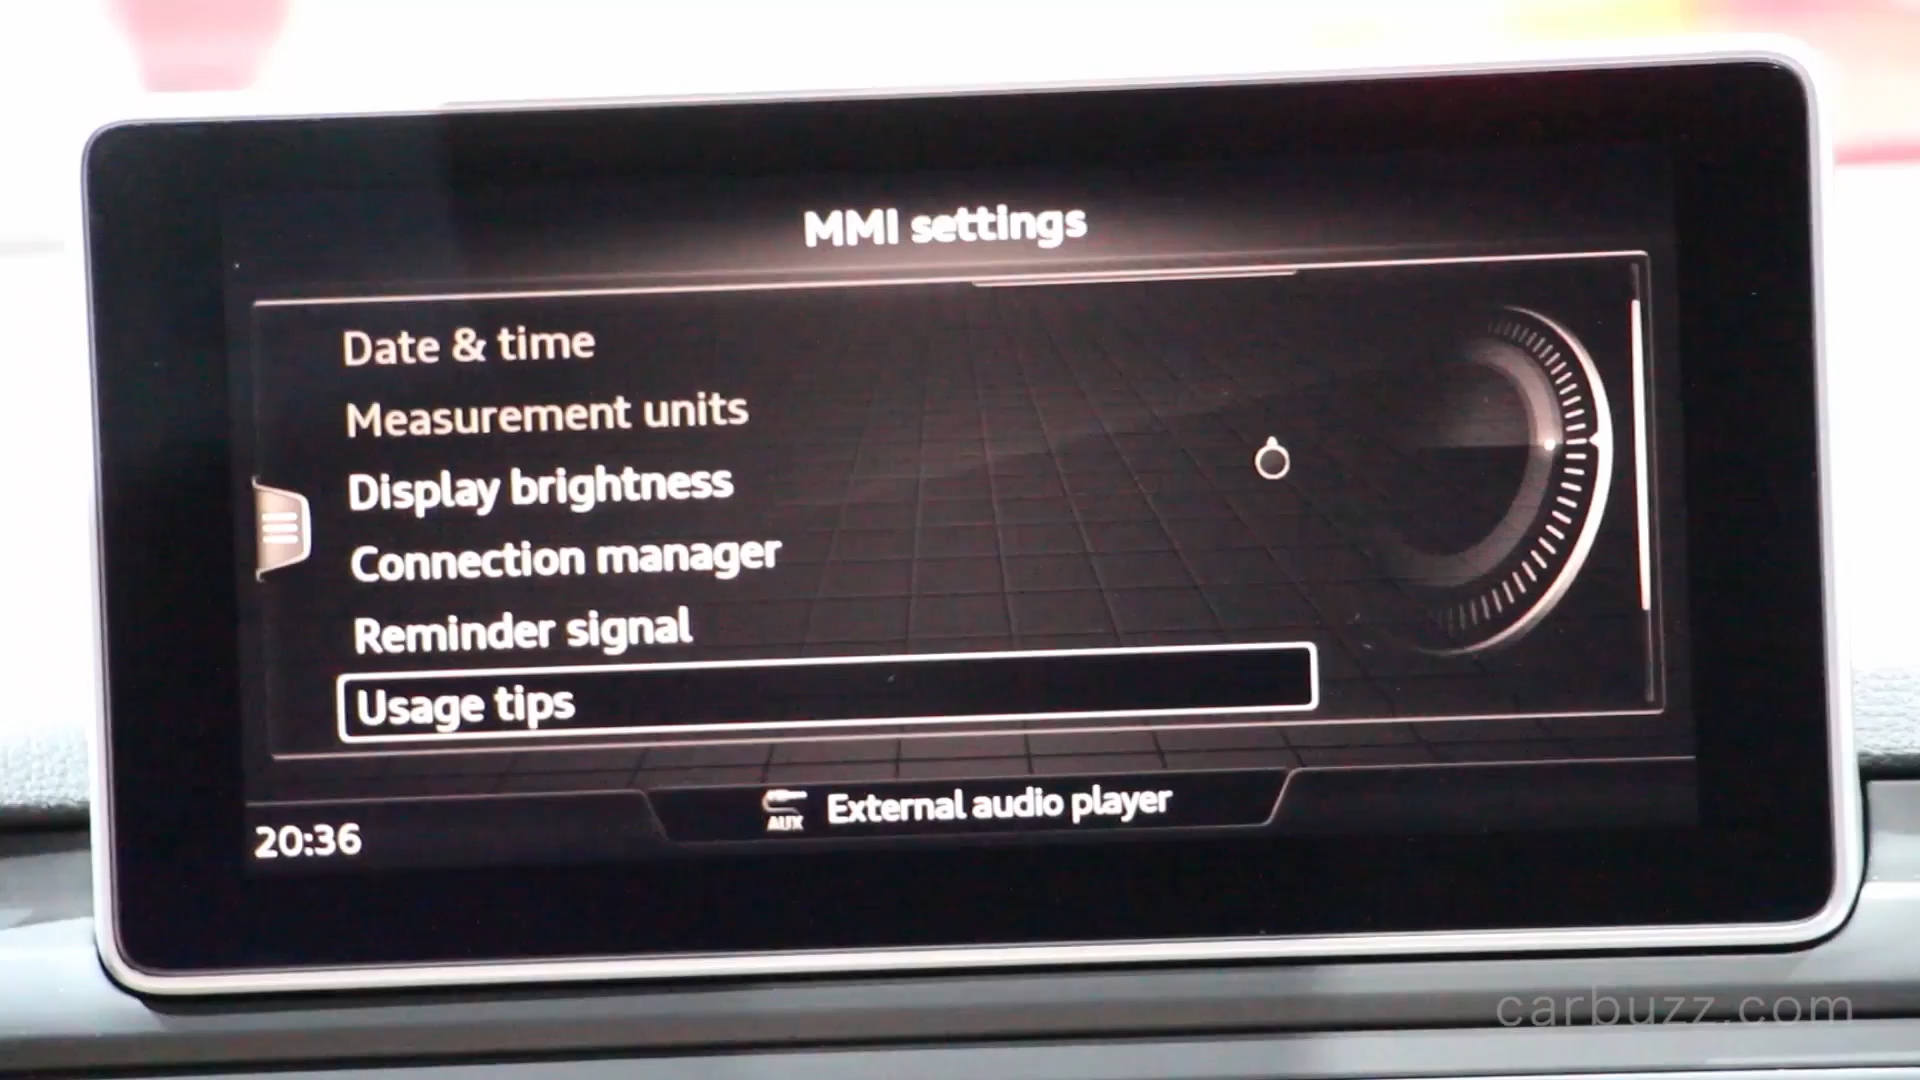 MMI settings
Date & time
Measurement units
Display brightness
Connection manager
Reminder signal
Usage tips
AUX External audio player
20:36
carbuzz.com